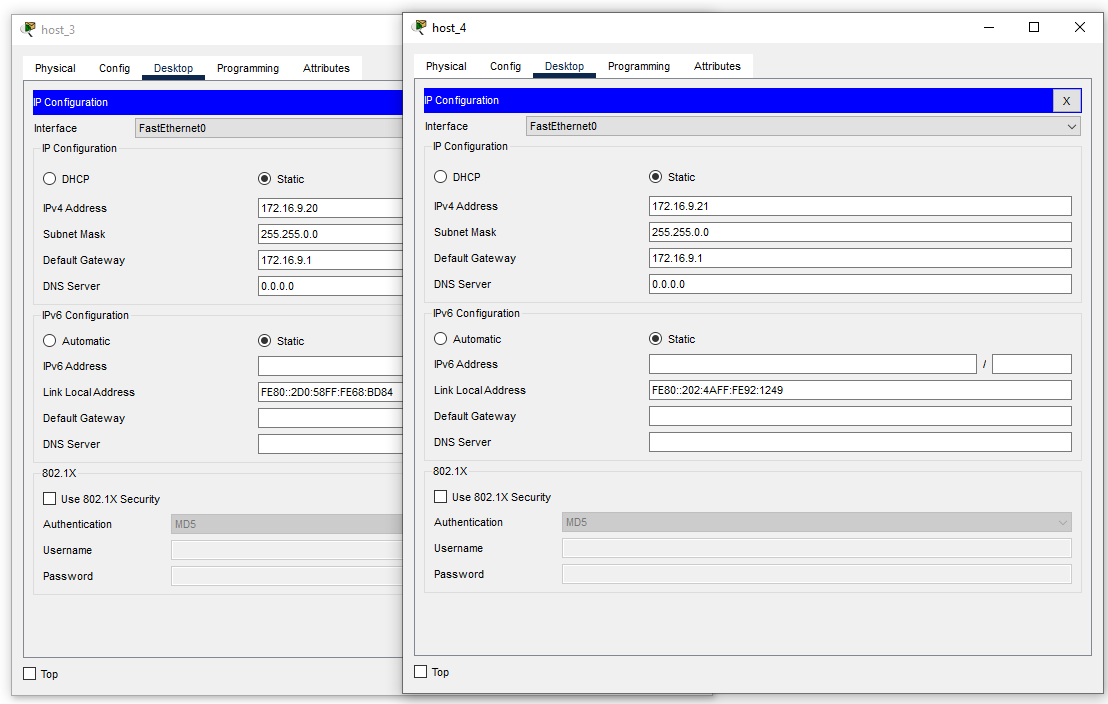 host_3
Physical Config Desktop Programming Attributes
IP Configuration
Interface FastEthernet0
IP Configuration
DHCP Static
IPv4 Address 172.16.9.20
Subnet Mask 255.255.0.0
Default Gateway 172.16.9.1
DNS Server 0.0.0.0
IPv6 Configuration
Automatic Static
IPv6 Address
Link Local Address FE80::2D0:58FF:FE68:BD84
Default Gateway
DNS Server
802.1X
Use 802.1X Security
Authentication MD5
Username
Password
Top
host_4
Physical Config Desktop Programming Attributes
IP Configuration X
Interface FastEthernet0
IP Configuration
DHCP Static
IPv4 Address 172.16.9.21
Subnet Mask 255.255.0.0
Default Gateway 172.16.9.1
DNS Server 0.0.0.0
IPv6 Configuration
Automatic Static
IPv6 Address /
Link Local Address FE80::202:4AFF:FE92:1249
Default Gateway
DNS Server
802.1X
Use 802.1X Security
Authentication MD5
Username
Password
Top